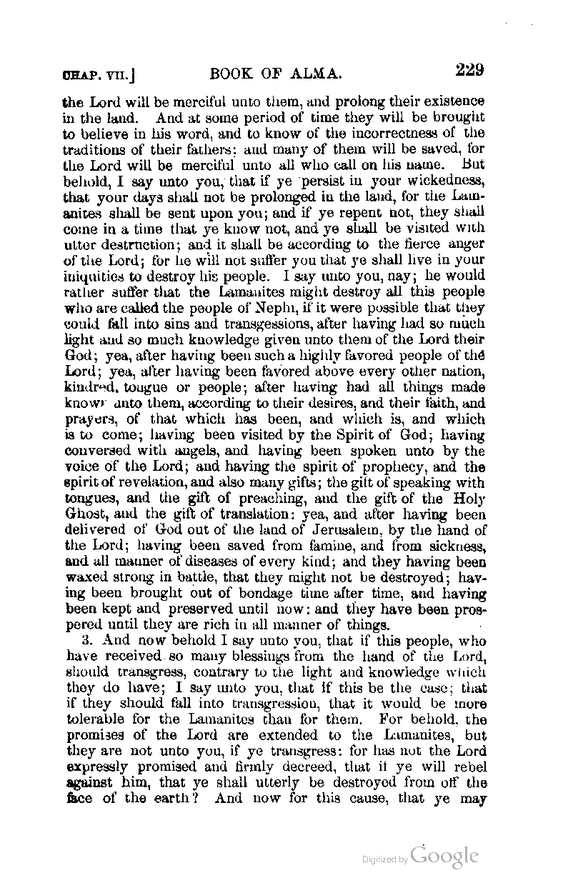 CHAP. VII.] BOOK OF ALMA. 229
the Lord will be merciful unto them, and prolong their existence
in the land. And at some period of time they will be brought
to believe in his word, and to know of the incorrectness of the
traditions of their fathers; and many of them will be saved, for
the Lord will be merciful unto all who call on his name. But
behold, I say unto you, that if ye persist in your wickedness,
that your days shall not be prolonged in the land, for the Lam-
anites shall be sent upon you; and if ye repent not, they shall
come in a time that ye know not, and ye shall be visited with
utter destruction; and it shall be according to the fierce anger
of the Lord; for he will not suffer you that ye shall live in your
iniquities to destroy his people. I say unto you, nay; he would
rather suffer that the Lamanites might destroy all this people
who are called the people of Nephi, if it were possible that they
could fall into sins and transgessions, after having had so much
light and so much knowledge given unto them of the Lord their
God; yea, after having been such a highly favored people of the
Lord; yea, after having been favored above every other nation,
kindred, tongue or people; after having had all things made
known unto them, according to their desires, and their faith, and
prayers, of that which has been, and which is, and which
is to come; having been visited by the Spirit of God; having
conversed with angels, and having been spoken unto by the
voice of the Lord; and having the spirit of prophecy, and the
spirit of revelation, and also many gifts; the gift of speaking with
tongues, and the gift of preaching, and the gift of the Holy
Ghost, and the gift of translation: yea, and after having been
delivered of God out of the land of Jerusalem, by the hand of
the Lord; having been saved from famine, and from sickness,
and all manner of diseases of every kind; and they having been
waxed strong in battle, that they might not be destroyed; hav-
ing been brought out of bondage time after time, and having
been kept and preserved until now: and they have been pros-
pered until they are rich in all manner of things.
3. And now behold I say unto you, that if this people, who
have received so many blessings from the hand of the Lord,
should transgress, contrary to the light and knowledge which
they do have; I say unto you, that if this be the case; that
if they should fall into transgression, that it would be more
tolerable for the Lamanites than for them. For behold, the
promises of the Lord are extended to the Lamanites, but
they are not unto you, if ye transgress: for has not the Lord
expressly promised and firmly decreed, that if ye will rebel
against him, that ye shall utterly be destroyed from off the
face of the earth? And now for this cause, that ye may
Digitized by Google